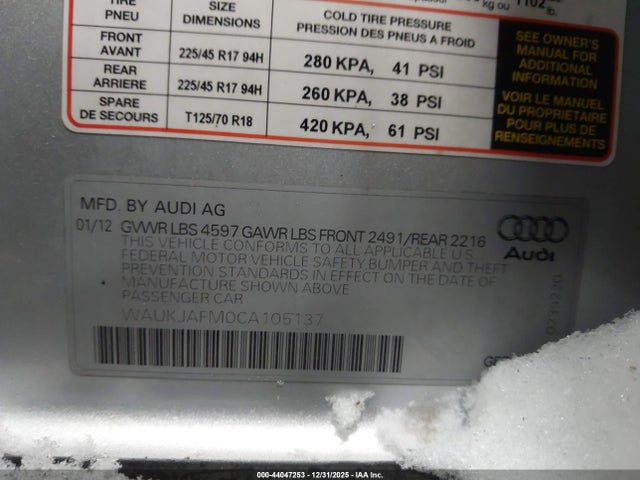 TIRE SIZE COLD TIRE PRESSURE
PNEU DIMENSIONS PRESSION DES PNEUS A FROID
kg ou 1102 lb.
FRONT
AVANT 225/45 R17 94H 280 KPA, 41 PSI
REAR
ARRIERE 225/45 R17 94H 260 KPA, 38 PSI
SPARE
DE SECOURS T125/70 R18 420 KPA, 61 PSI
SEE OWNER'S
MANUAL FOR
ADDITIONAL
INFORMATION
VOIR LE MANUEL
DU PROPRIETAIRE
POUR PLUS DE
RENSEIGNEMENTS
MFD. BY AUDI AG
01/12 GVWR LBS 4597 GAWR LBS FRONT 2491/REAR 2216
THIS VEHICLE CONFORMS TO ALL APPLICABLE U S
FEDERAL MOTOR VEHICLE SAFETY BUMPER AND THEFT
PREVENTION STANDARDS IN EFFECT ON THE DATE OF
MANUFACTURE SHOWN ABOVE
PASSENGER CAR
WAUKJAFM0CA105137
Audi
000-44047253 - 12/31/2025 - IAA Inc.